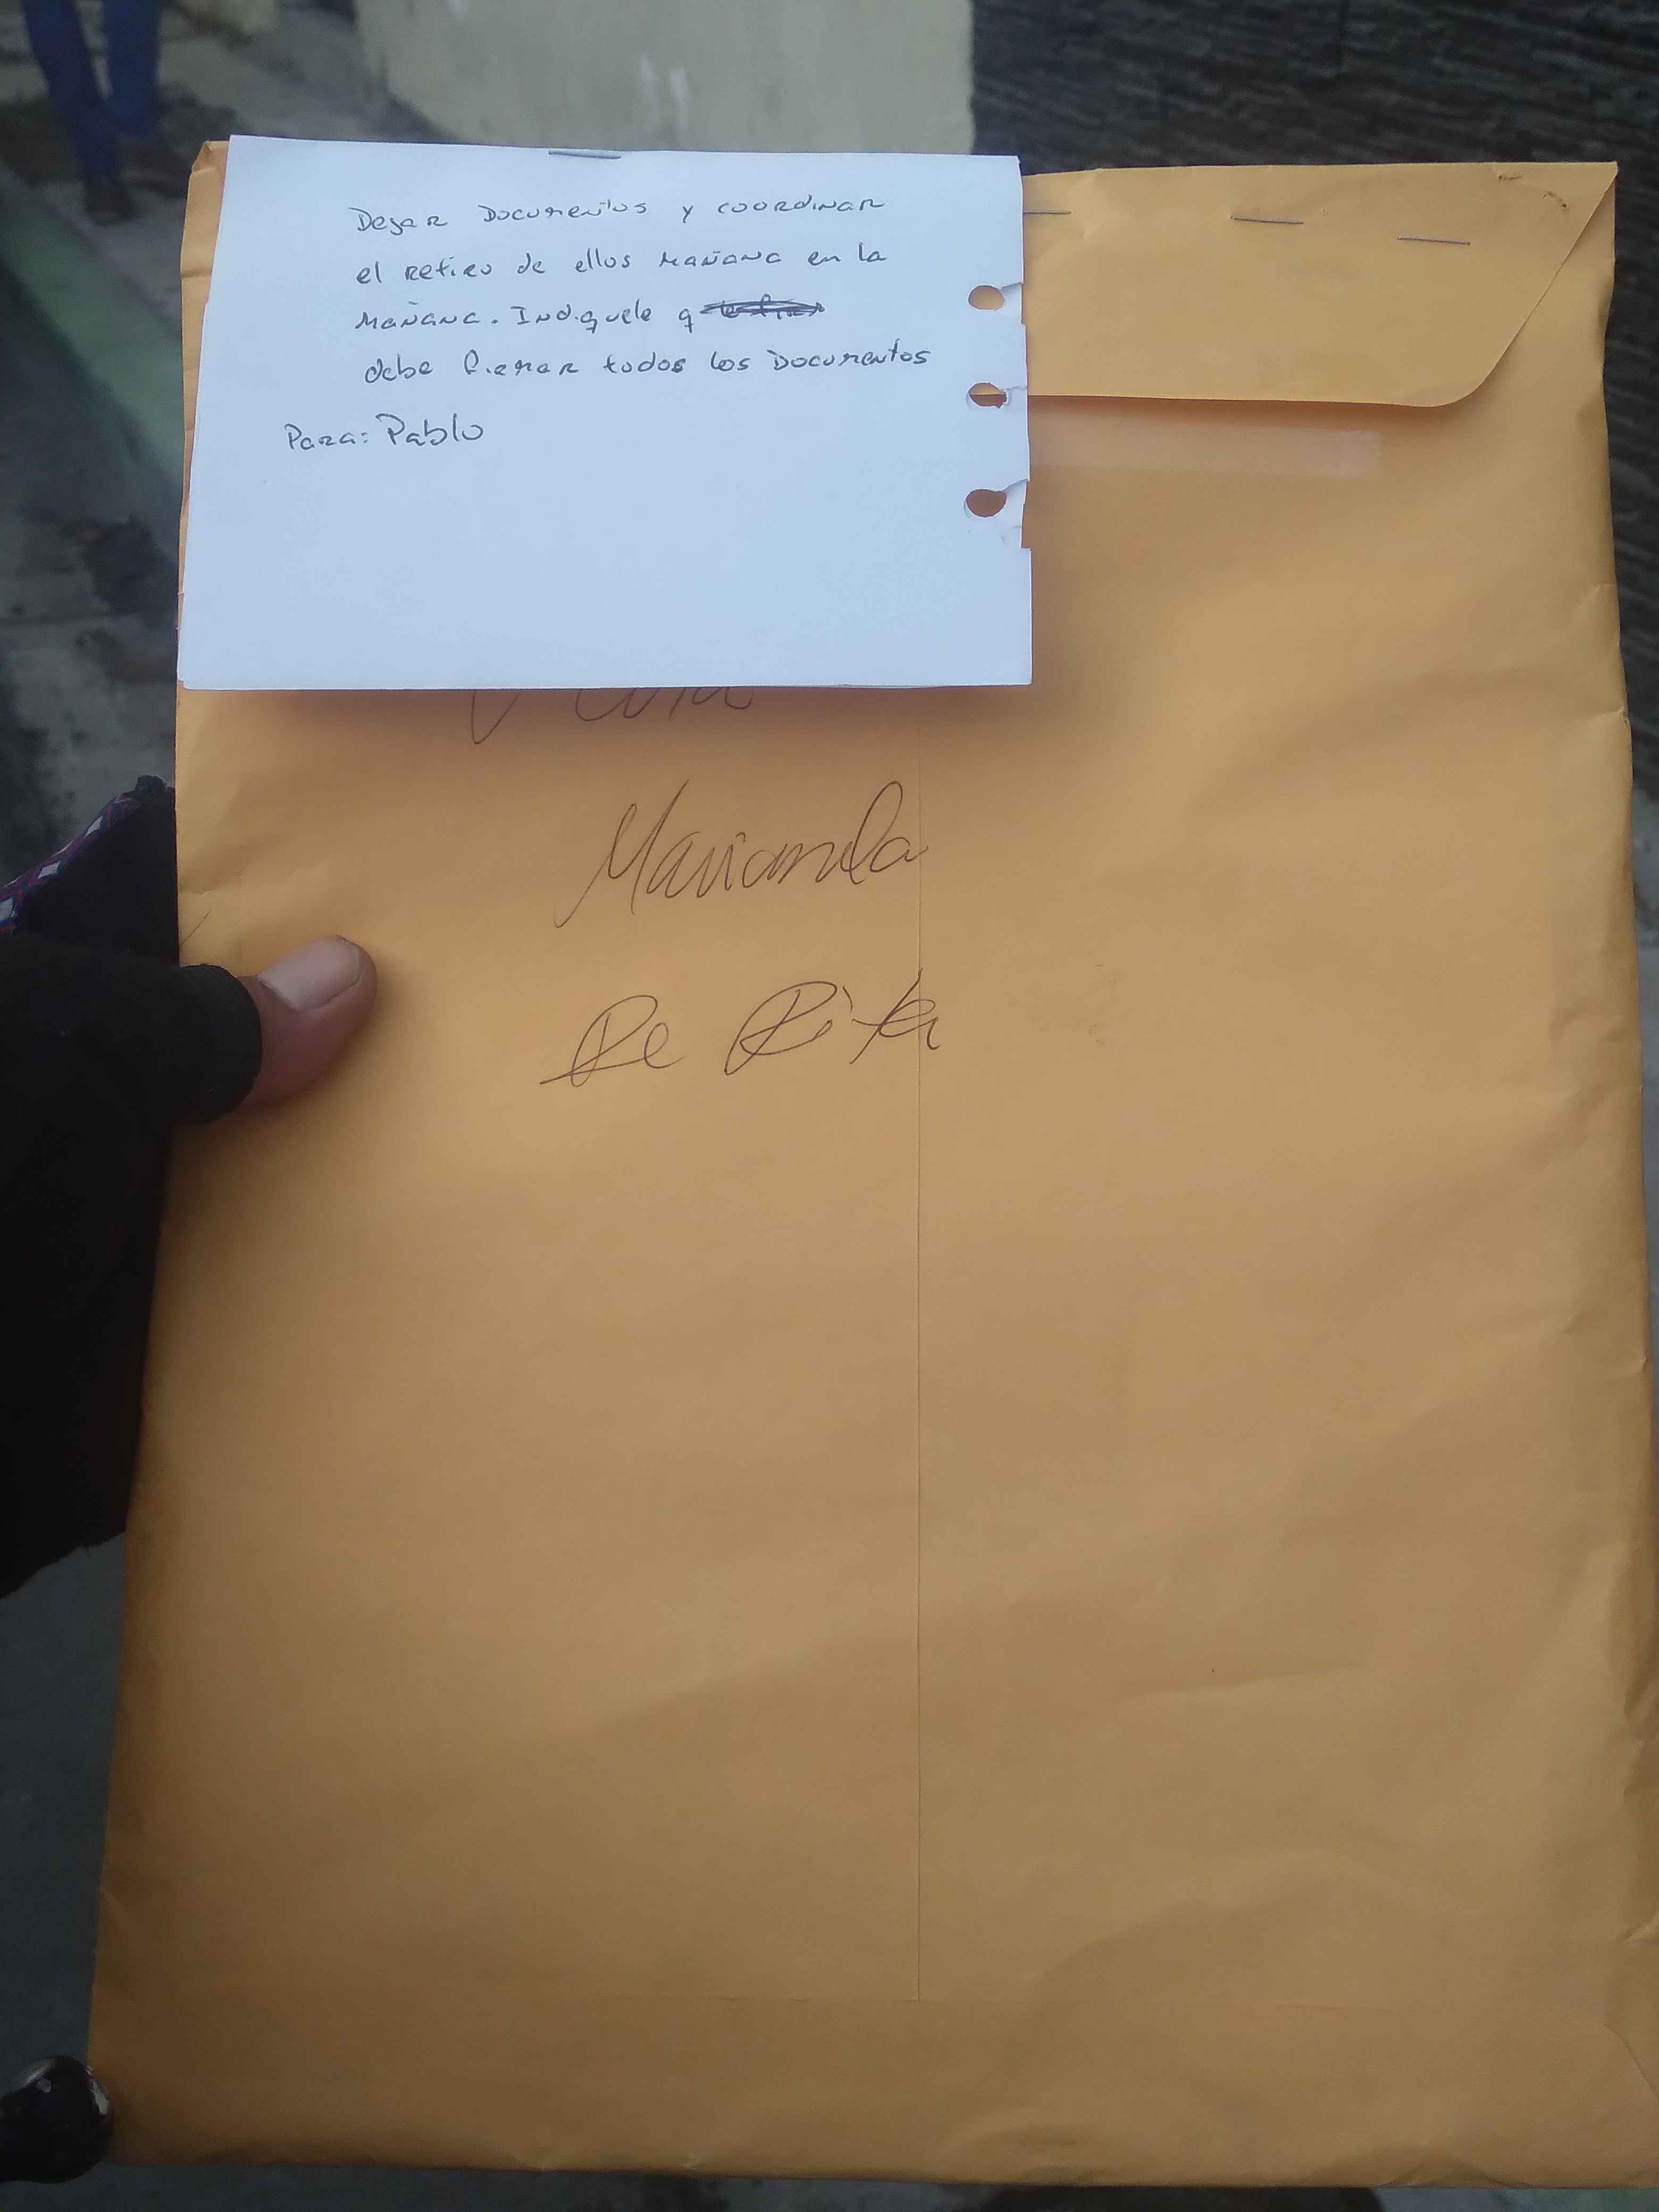 Dejar Documentos y coordinar
el retiro de ellos mañana en la
mañana. Indiquele q
debe firmar todos los Documentos
Para: Pablo
Marianela
De Rita